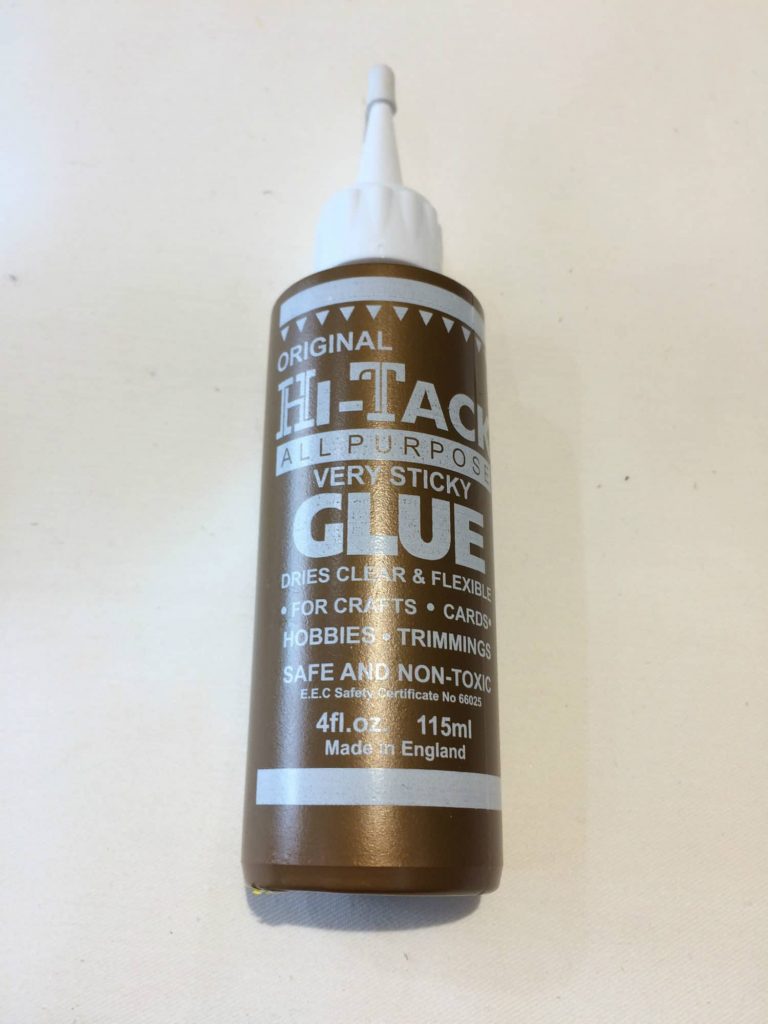 ORIGINAL
HI-TACK
ALL PURPOSE
VERY STICKY
GLUE
DRIES CLEAR & FLEXIBLE
• FOR CRAFTS • CARDS•
HOBBIES • TRIMMINGS
SAFE AND NON-TOXIC
E.E.C Safety Certificate No 66025
4fl.oz. 115ml
Made in England